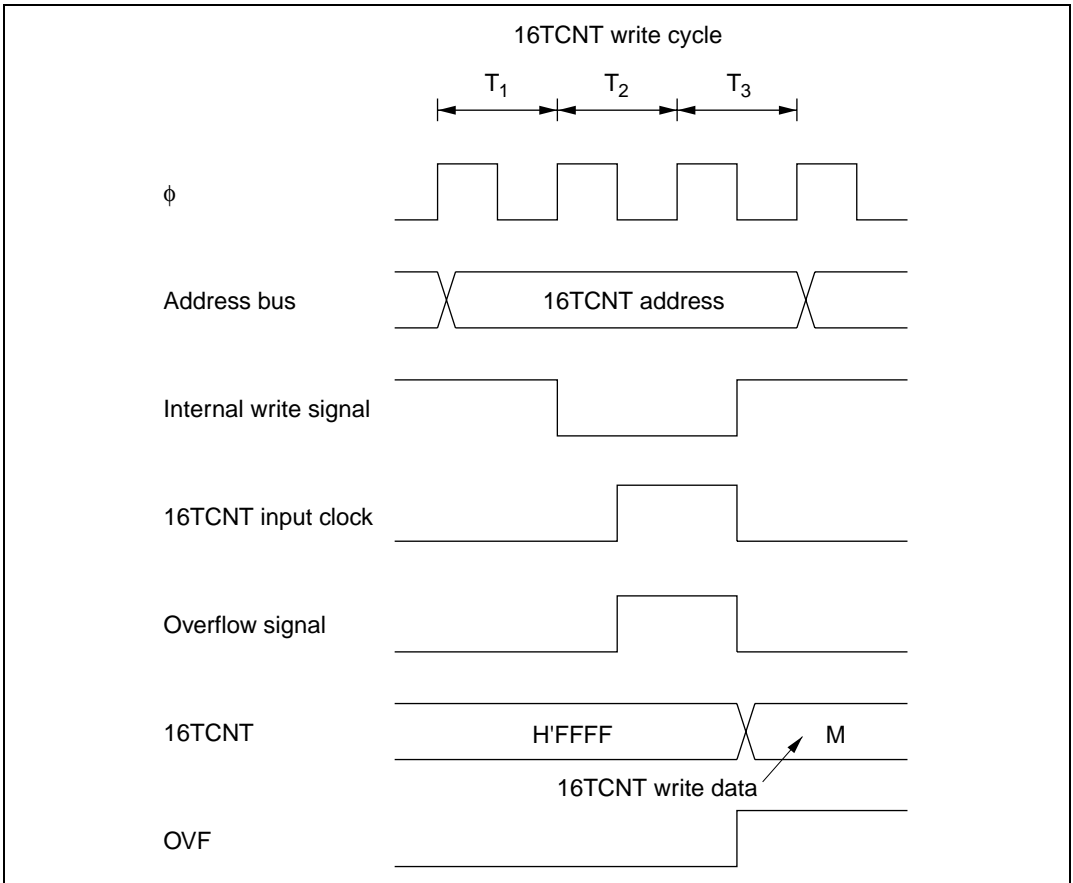 16TCNT write cycle
T1 T2 T3
φ
Address bus 16TCNT address
Internal write signal
16TCNT input clock
Overflow signal
16TCNT H'FFFF M
16TCNT write data
OVF